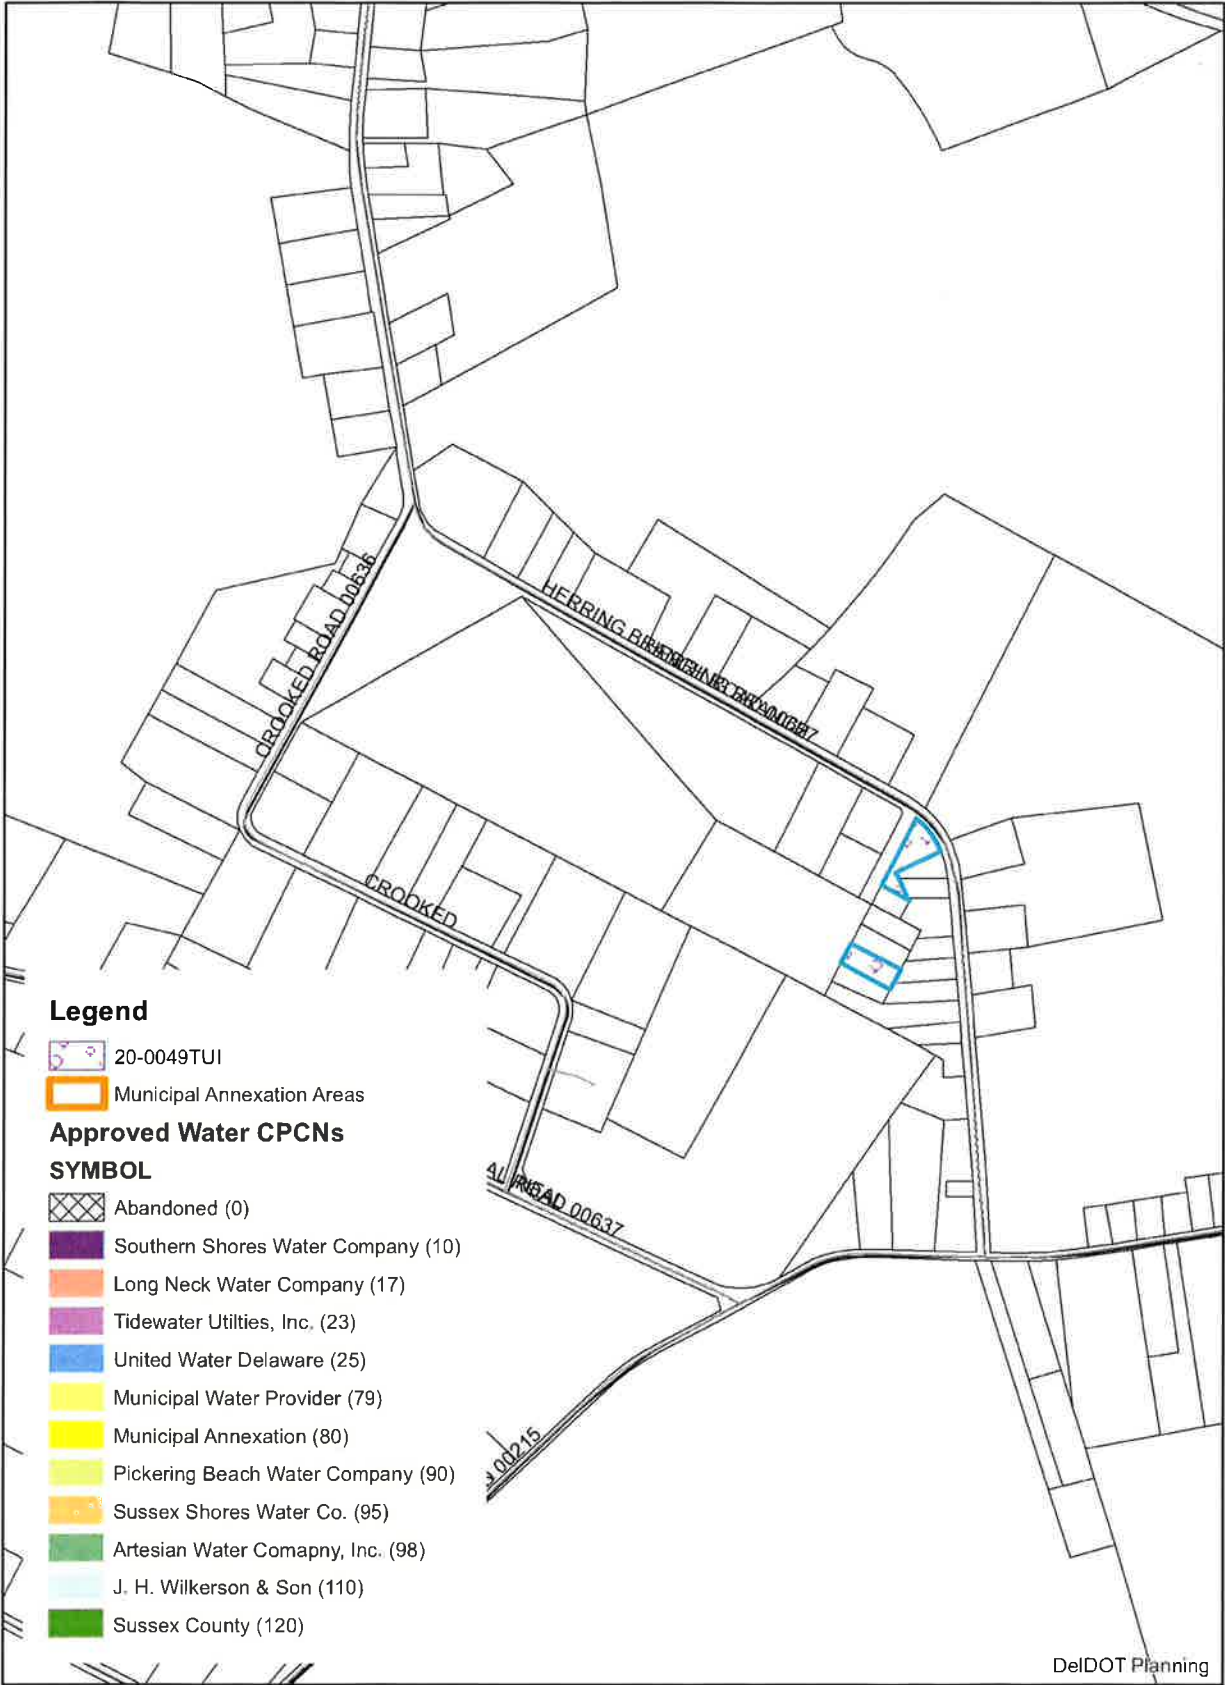 HERRING BRANCH
00637
CROOKED ROAD 00636
CROOKED
ROAD 00637
00215
Legend
20-0049TUI
Municipal Annexation Areas
Approved Water CPCNs
SYMBOL
Abandoned (0)
Southern Shores Water Company (10)
Long Neck Water Company (17)
Tidewater Utilties, Inc. (23)
United Water Delaware (25)
Municipal Water Provider (79)
Municipal Annexation (80)
Pickering Beach Water Company (90)
Sussex Shores Water Co. (95)
Artesian Water Comapny, Inc. (98)
J. H. Wilkerson & Son (110)
Sussex County (120)
DelDOT Planning